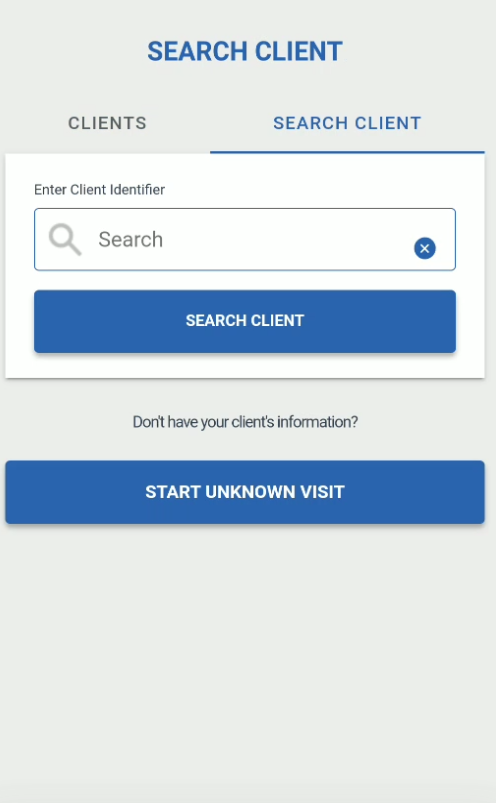 SEARCH CLIENT
CLIENTS
SEARCH CLIENT
Enter Client Identifier
Search
SEARCH CLIENT
Don't have your client's information?
START UNKNOWN VISIT